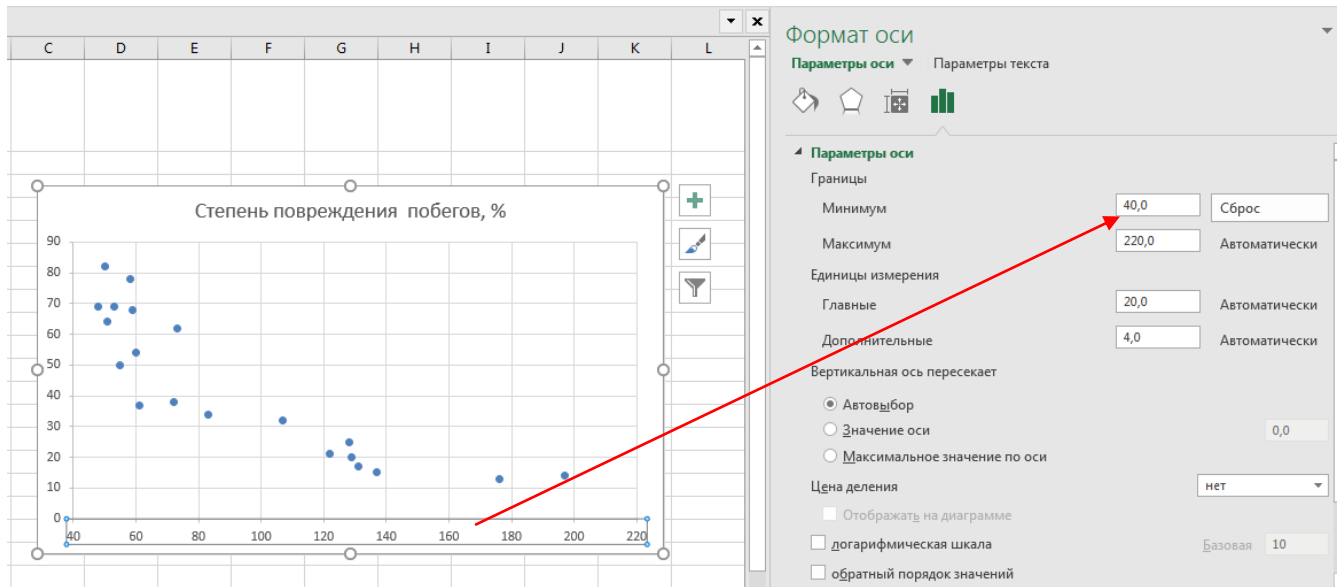 C D E F G H I J K L
Степень повреждения побегов, %
90
80
70
60
50
40
30
20
10
0
40 60 80 100 120 140 160 180 200 220
Формат оси
Параметры оси Параметры текста
Параметры оси
Границы
Минимум 40,0 Сброс
Максимум 220,0 Автоматически
Единицы измерения
Главные 20,0 Автоматически
Дополнительные 4,0 Автоматически
Вертикальная ось пересекает
Автовыбор
Значение оси 0,0
Максимальное значение по оси
Цена деления нет
Отображать на диаграмме
логарифмическая шкала Базовая 10
обратный порядок значений